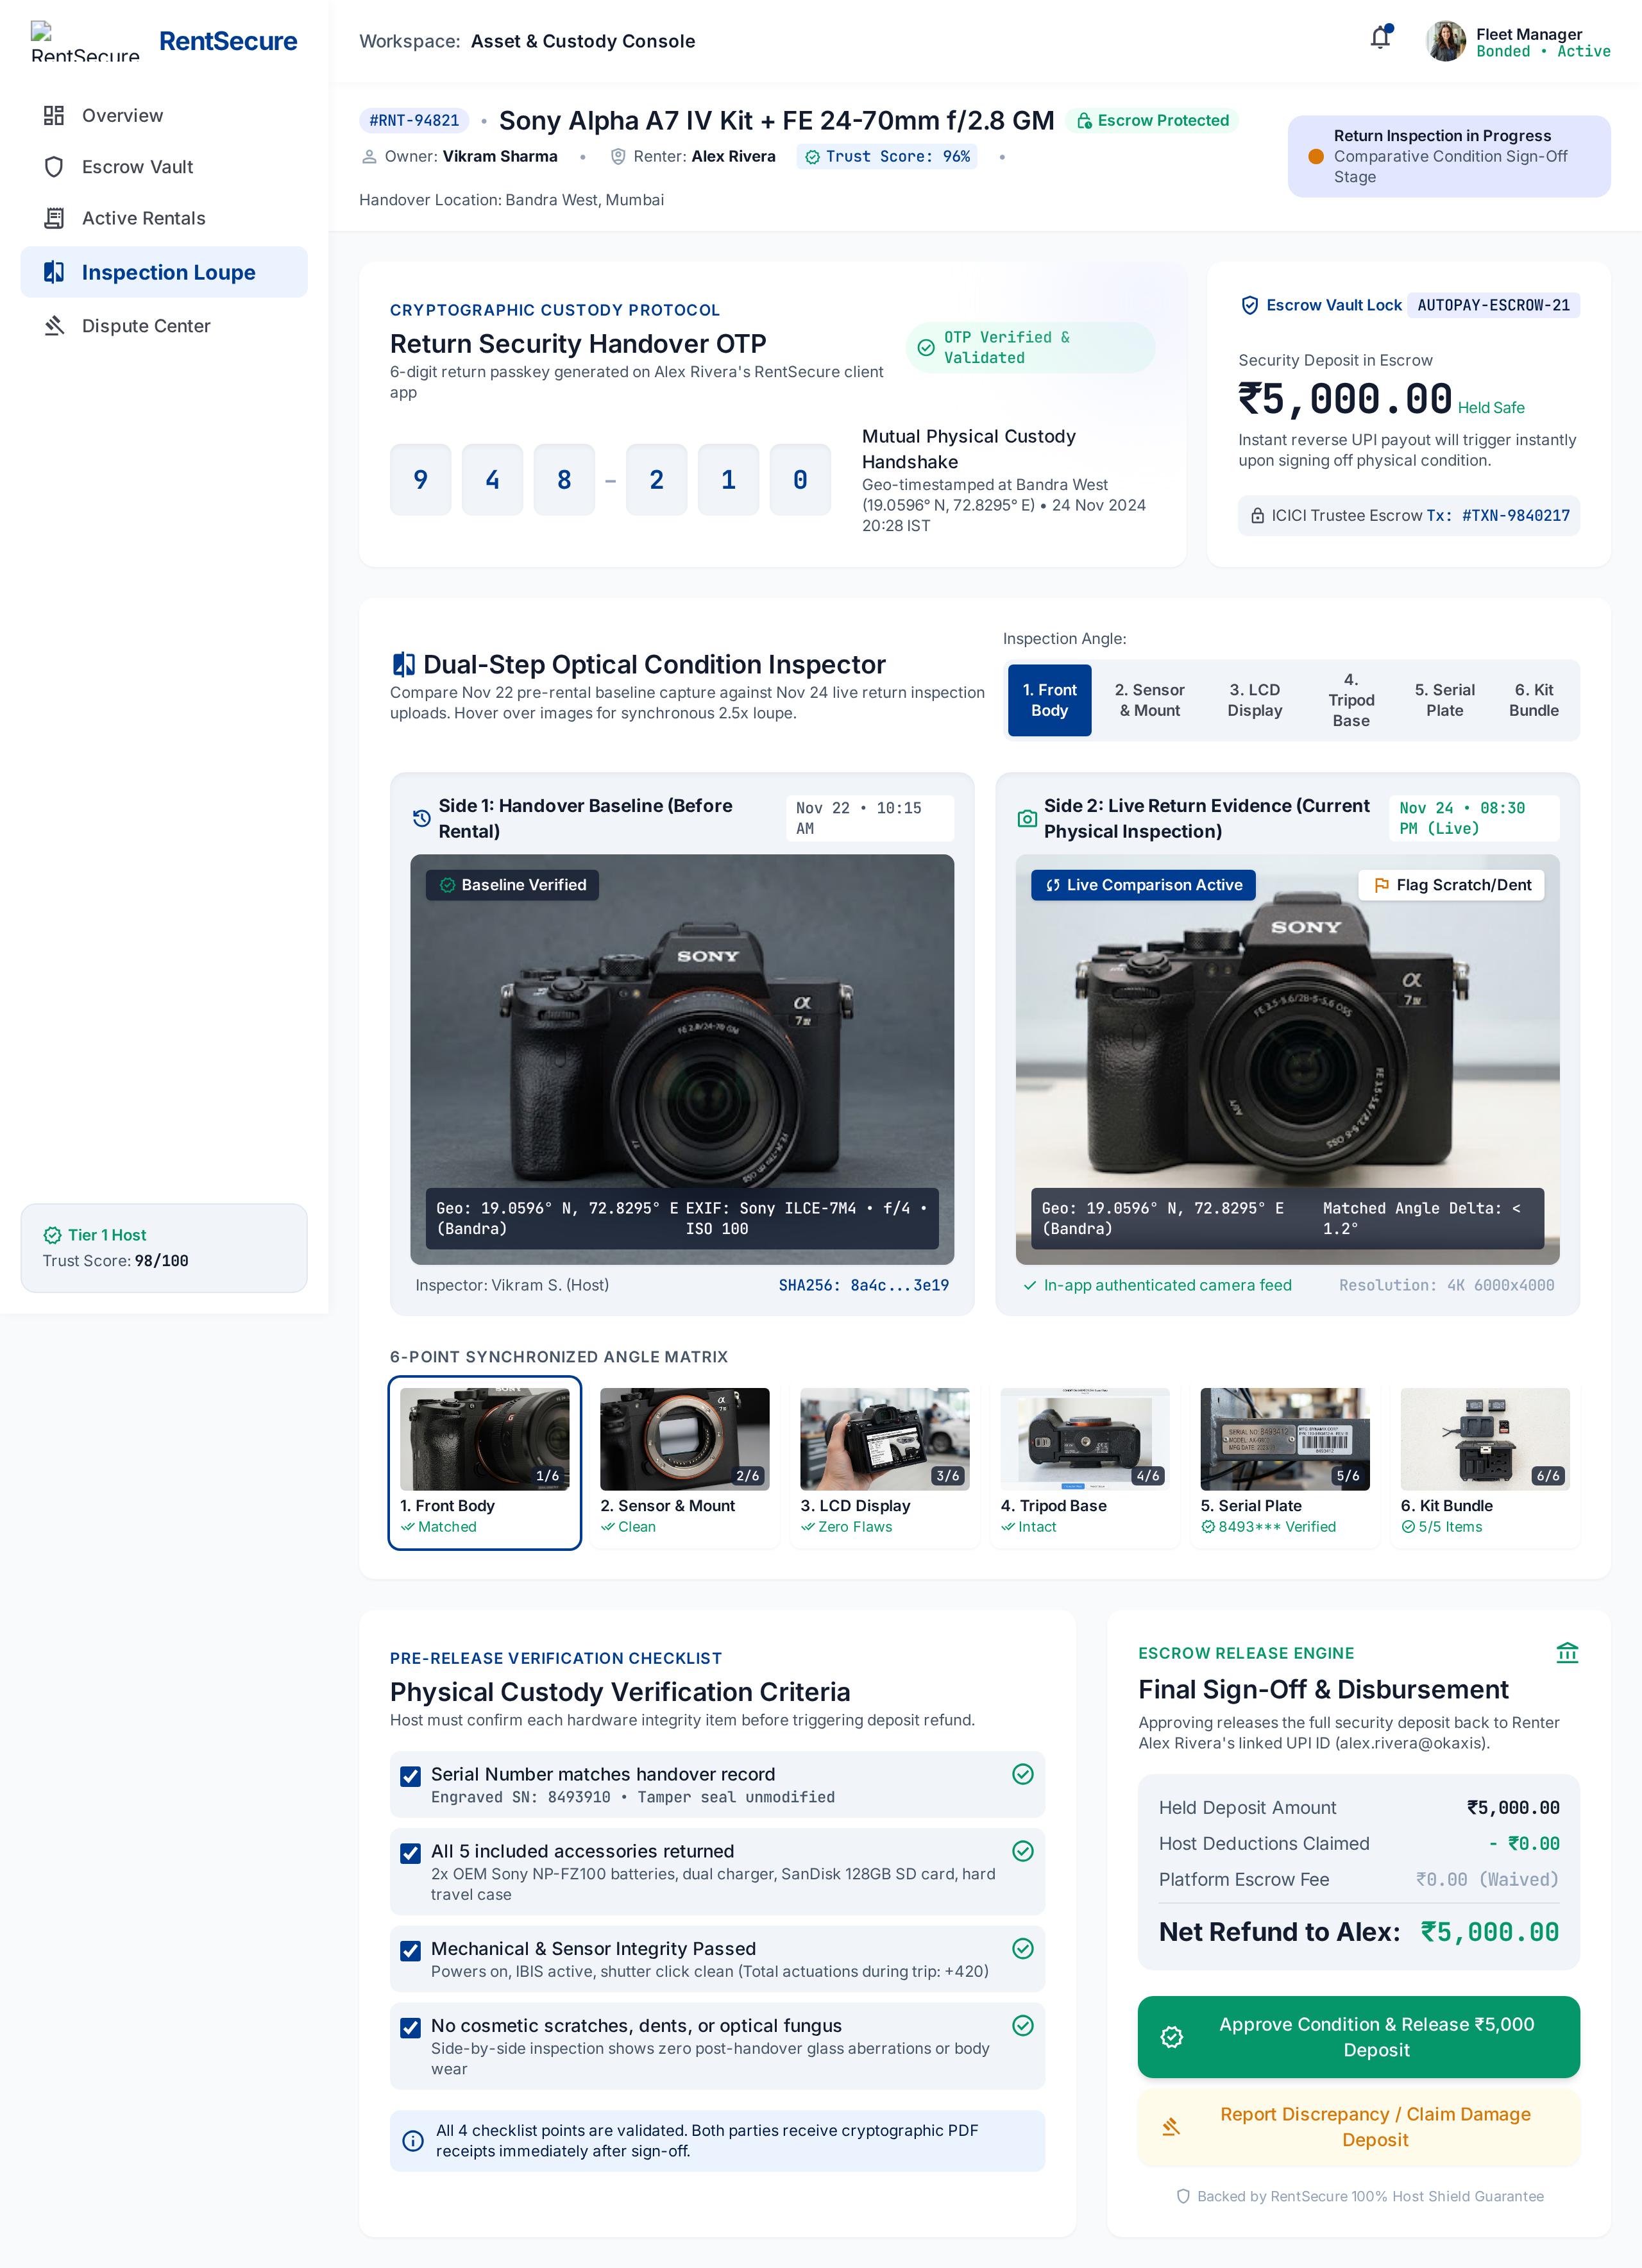 RentSecure
RentSecure
Workspace: Asset & Custody Console
Fleet Manager
Bonded • Active
Overview
Escrow Vault
Active Rentals
Inspection Loupe
Dispute Center
Tier 1 Host
Trust Score: 98/100
#RNT-94821 • Sony Alpha A7 IV Kit + FE 24-70mm f/2.8 GM Escrow Protected
Owner: Vikram Sharma • Renter: Alex Rivera Trust Score: 96% •
Handover Location: Bandra West, Mumbai
Return Inspection in Progress
Comparative Condition Sign-Off
Stage
CRYPTOGRAPHIC CUSTODY PROTOCOL
Return Security Handover OTP
6-digit return passkey generated on Alex Rivera's RentSecure client
app
OTP Verified &
Validated
9 4 8 – 2 1 0
Mutual Physical Custody
Handshake
Geo-timestamped at Bandra West
(19.0596° N, 72.8295° E) • 24 Nov 2024
20:28 IST
Escrow Vault Lock AUTOPAY-ESCROW-21
Security Deposit in Escrow
₹5,000.00 Held Safe
Instant reverse UPI payout will trigger instantly
upon signing off physical condition.
ICICI Trustee Escrow Tx: #TXN-9840217
Dual-Step Optical Condition Inspector
Compare Nov 22 pre-rental baseline capture against Nov 24 live return inspection
uploads. Hover over images for synchronous 2.5x loupe.
Inspection Angle:
1. Front
Body
2. Sensor
& Mount
3. LCD
Display
4.
Tripod
Base
5. Serial
Plate
6. Kit
Bundle
Side 1: Handover Baseline (Before
Rental)
Nov 22 • 10:15
AM
Baseline Verified
SONY
α
7 IV
FE 2.8/24-70 GM
Geo: 19.0596° N, 72.8295° E
(Bandra)
EXIF: Sony ILCE-7M4 • f/4 •
ISO 100
Inspector: Vikram S. (Host)
SHA256: 8a4c...3e19
Side 2: Live Return Evidence (Current
Physical Inspection)
Nov 24 • 08:30
PM (Live)
Live Comparison Active
Flag Scratch/Dent
SONY
α
7 IV
Geo: 19.0596° N, 72.8295° E
(Bandra)
Matched Angle Delta: <
1.2°
In-app authenticated camera feed
Resolution: 4K 6000x4000
6-POINT SYNCHRONIZED ANGLE MATRIX
1/6
1. Front Body
Matched
2/6
2. Sensor & Mount
Clean
3/6
3. LCD Display
Zero Flaws
4/6
4. Tripod Base
Intact
SERIAL NO: 8493412
5/6
5. Serial Plate
8493*** Verified
6/6
6. Kit Bundle
5/5 Items
PRE-RELEASE VERIFICATION CHECKLIST
Physical Custody Verification Criteria
Host must confirm each hardware integrity item before triggering deposit refund.
Serial Number matches handover record
Engraved SN: 8493910 • Tamper seal unmodified
All 5 included accessories returned
2x OEM Sony NP-FZ100 batteries, dual charger, SanDisk 128GB SD card, hard
travel case
Mechanical & Sensor Integrity Passed
Powers on, IBIS active, shutter click clean (Total actuations during trip: +420)
No cosmetic scratches, dents, or optical fungus
Side-by-side inspection shows zero post-handover glass aberrations or body
wear
All 4 checklist points are validated. Both parties receive cryptographic PDF
receipts immediately after sign-off.
ESCROW RELEASE ENGINE
Final Sign-Off & Disbursement
Approving releases the full security deposit back to Renter
Alex Rivera's linked UPI ID (alex.rivera@okaxis).
Held Deposit Amount ₹5,000.00
Host Deductions Claimed - ₹0.00
Platform Escrow Fee ₹0.00 (Waived)
Net Refund to Alex: ₹5,000.00
Approve Condition & Release ₹5,000
Deposit
Report Discrepancy / Claim Damage
Deposit
Backed by RentSecure 100% Host Shield Guarantee